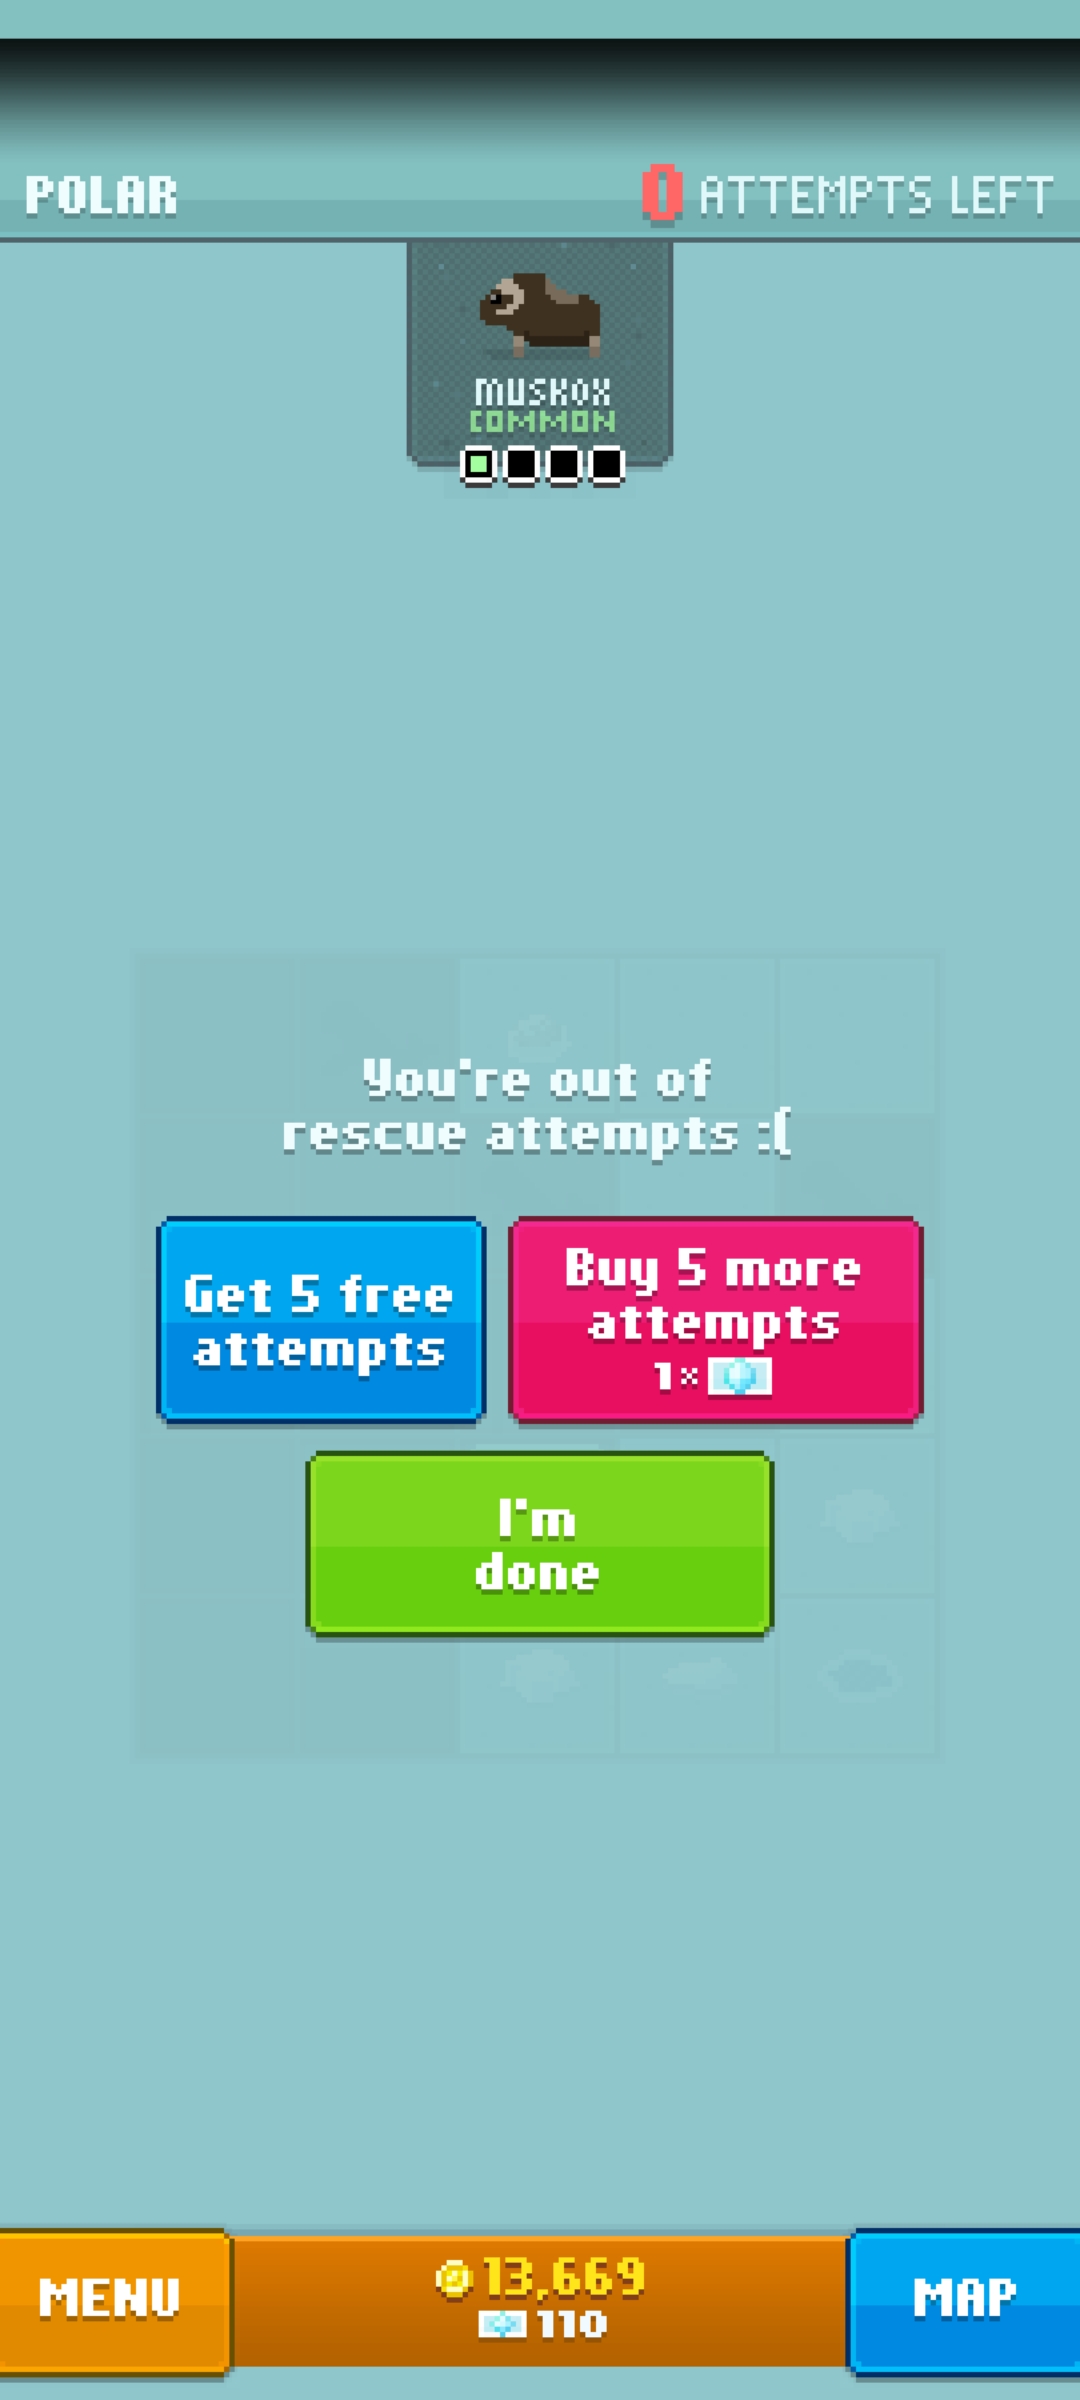 POLAR
0 ATTEMPTS LEFT
MUSKOX
COMMON
You're out of
rescue attempts :(
Get 5 free
attempts
Buy 5 more
attempts
1×
I'm
done
MENU
13,669
110
MAP